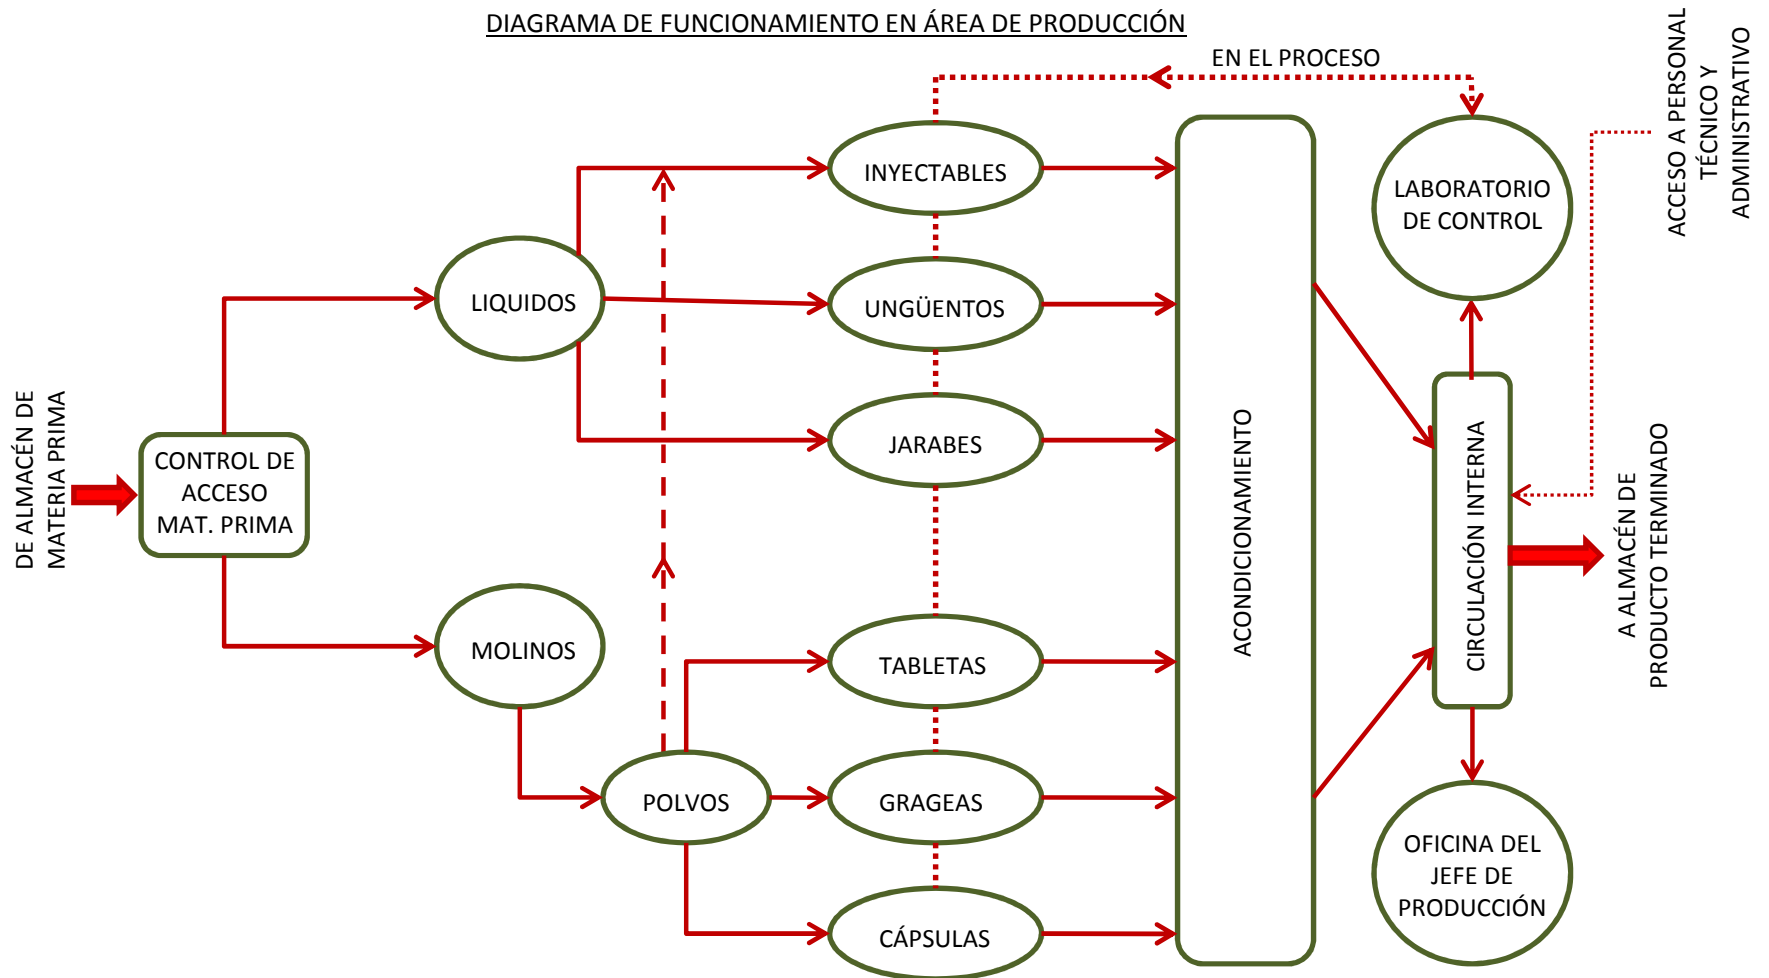 DIAGRAMA DE FUNCIONAMIENTO EN ÁREA DE PRODUCCIÓN
EN EL PROCESO
ACCESO A PERSONAL
TÉCNICO Y
ADMINISTRATIVO
INYECTABLES
LABORATORIO
DE CONTROL
LIQUIDOS
UNGÜENTOS
JARABES
DE ALMACÉN DE
MATERIA PRIMA
CONTROL DE
ACCESO
MAT. PRIMA
ACONDICIONAMIENTO
CIRCULACIÓN INTERNA
A ALMACÉN DE
PRODUCTO TERMINADO
MOLINOS
TABLETAS
POLVOS
GRAGEAS
OFICINA DEL
JEFE DE
PRODUCCIÓN
CÁPSULAS